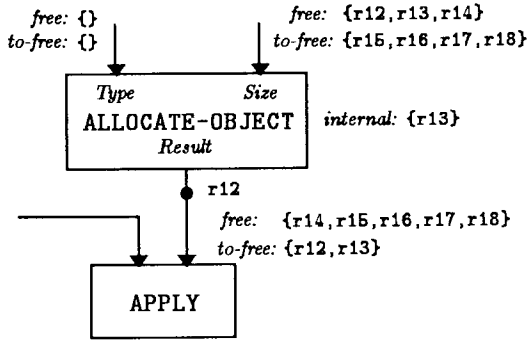 free: {}
to-free: {}
free: {r12,r13,r14}
to-free: {r15,r16,r17,r18}
Type Size
ALLOCATE-OBJECT
Result
internal: {r13}
r12
free: {r14,r15,r16,r17,r18}
to-free: {r12,r13}
APPLY